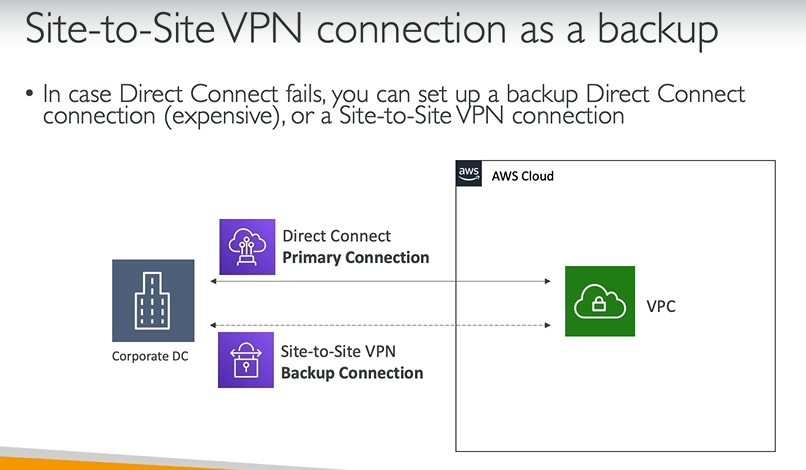 Site-to-Site VPN connection as a backup
• In case Direct Connect fails, you can set up a backup Direct Connect
connection (expensive), or a Site-to-Site VPN connection
aws
AWS Cloud
Direct Connect
Primary Connection
VPC
Corporate DC
Site-to-Site VPN
Backup Connection